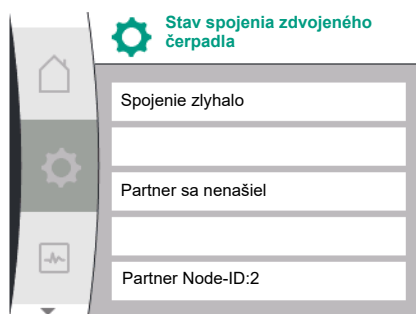 Stav spojenia zdvojeného
čerpadla
Spojenie zlyhalo
Partner sa nenašiel
Partner Node-ID:2